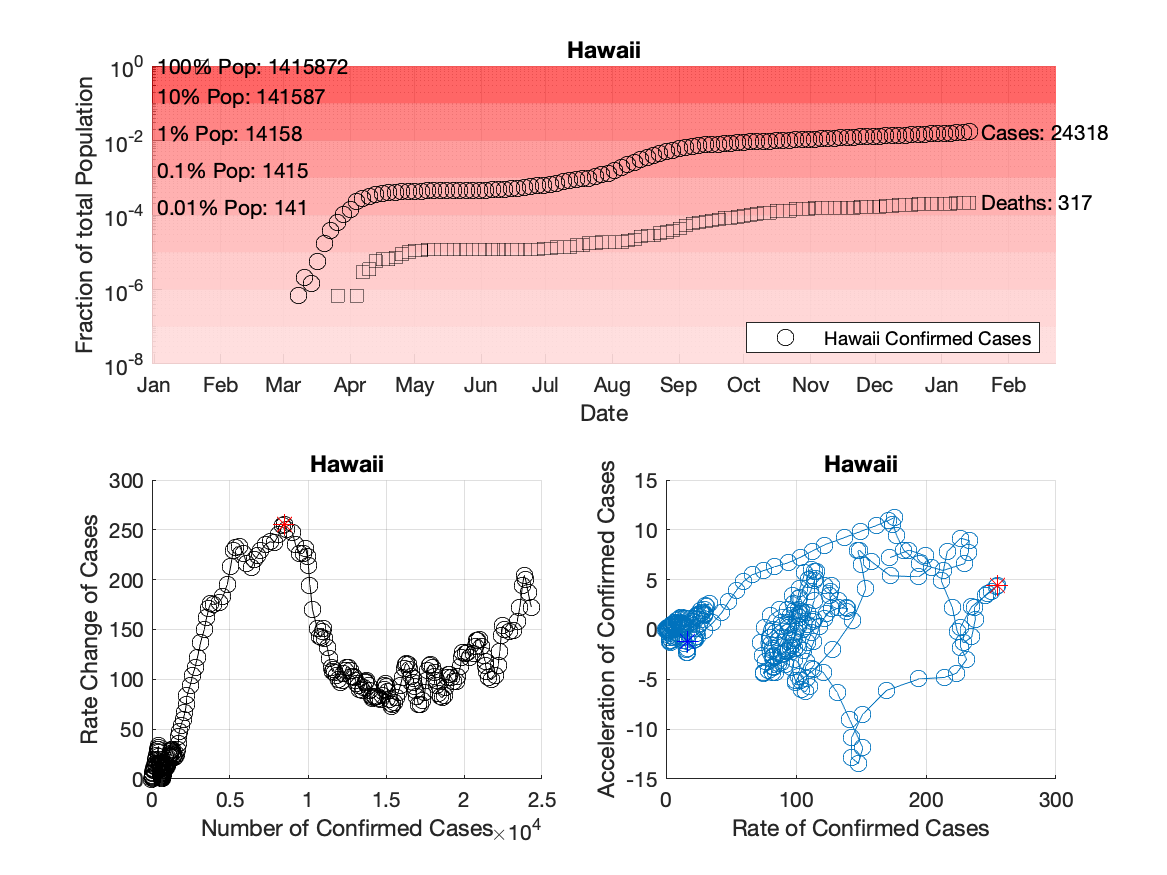 Hawaii
Fraction of total Population
10^0
10^-2
10^-4
10^-6
10^-8
100% Pop: 1415872
10% Pop: 141587
1% Pop: 14158
0.1% Pop: 1415
0.01% Pop: 141
Cases: 24318
Deaths: 317
Hawaii Confirmed Cases
Jan Feb Mar Apr May Jun Jul Aug Sep Oct Nov Dec Jan Feb
Date
Hawaii
Rate Change of Cases
300
250
200
150
100
50
0
0 0.5 1 1.5 2 2.5
Number of Confirmed Cases ×10^4
Hawaii
Acceleration of Confirmed Cases
15
10
5
0
-5
-10
-15
0 100 200 300
Rate of Confirmed Cases